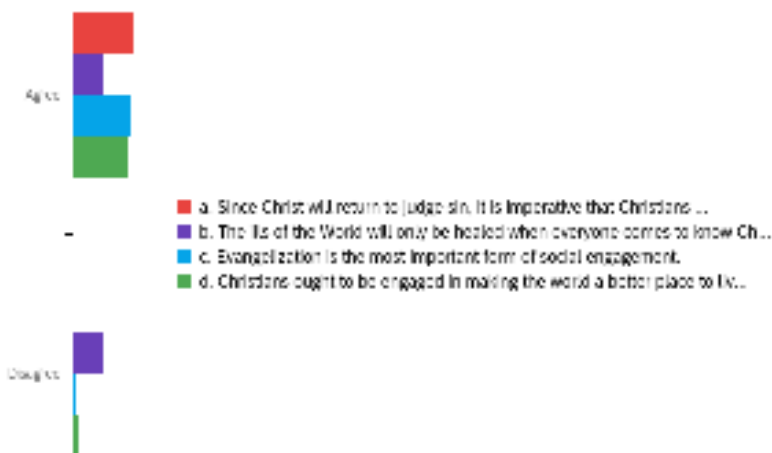 Agree
a. Since Christ will return to judge sin, it is imperative that Christians ...
b. The ills of the World will only be healed when everyone comes to know Ch...
c. Evangelization is the most important form of social engagement.
d. Christians ought to be engaged in making the world a better place to liv...
Disagree